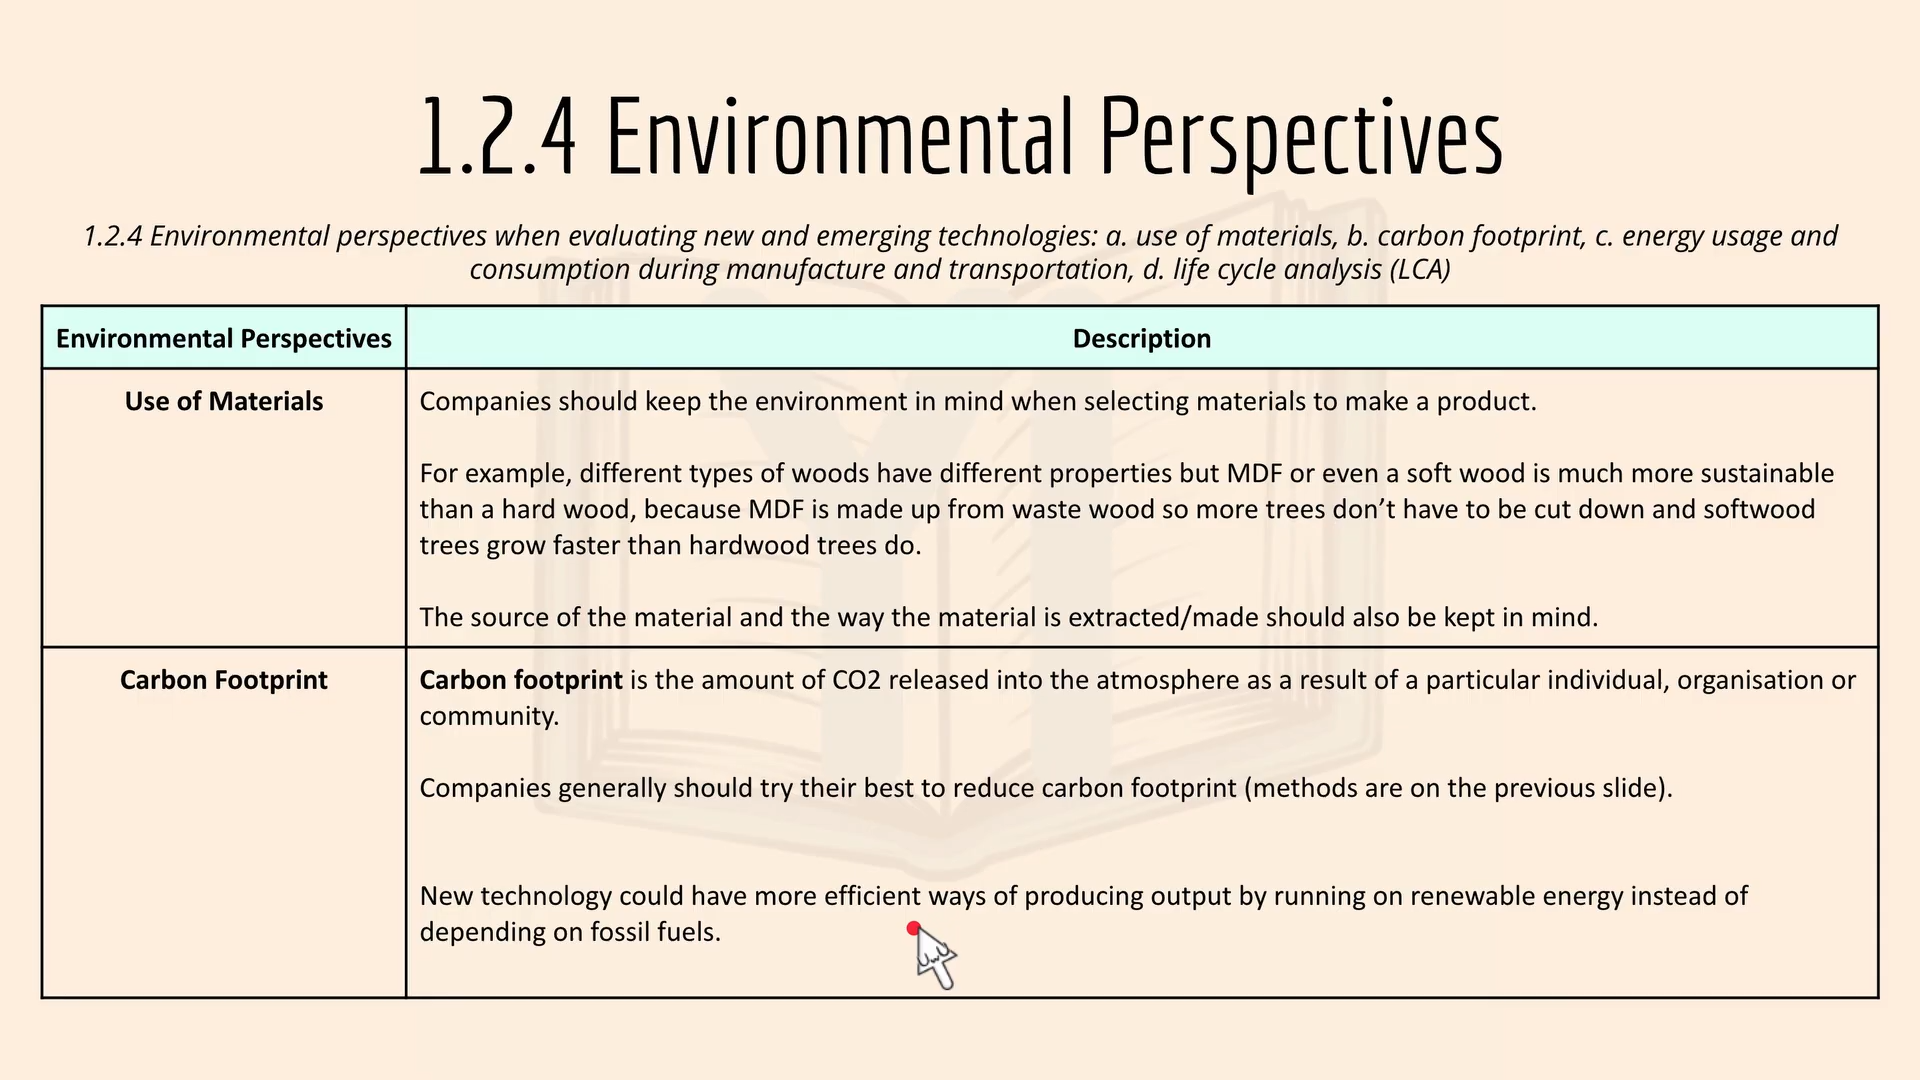 1.2.4 Environmental Perspectives
1.2.4 Environmental perspectives when evaluating new and emerging technologies: a. use of materials, b. carbon footprint, c. energy usage and
consumption during manufacture and transportation, d. life cycle analysis (LCA)
Environmental Perspectives
Description
Use of Materials
Companies should keep the environment in mind when selecting materials to make a product.
For example, different types of woods have different properties but MDF or even a soft wood is much more sustainable
than a hard wood, because MDF is made up from waste wood so more trees don’t have to be cut down and softwood
trees grow faster than hardwood trees do.
The source of the material and the way the material is extracted/made should also be kept in mind.
Carbon Footprint
Carbon footprint is the amount of CO2 released into the atmosphere as a result of a particular individual, organisation or
community.
Companies generally should try their best to reduce carbon footprint (methods are on the previous slide).
New technology could have more efficient ways of producing output by running on renewable energy instead of
depending on fossil fuels.